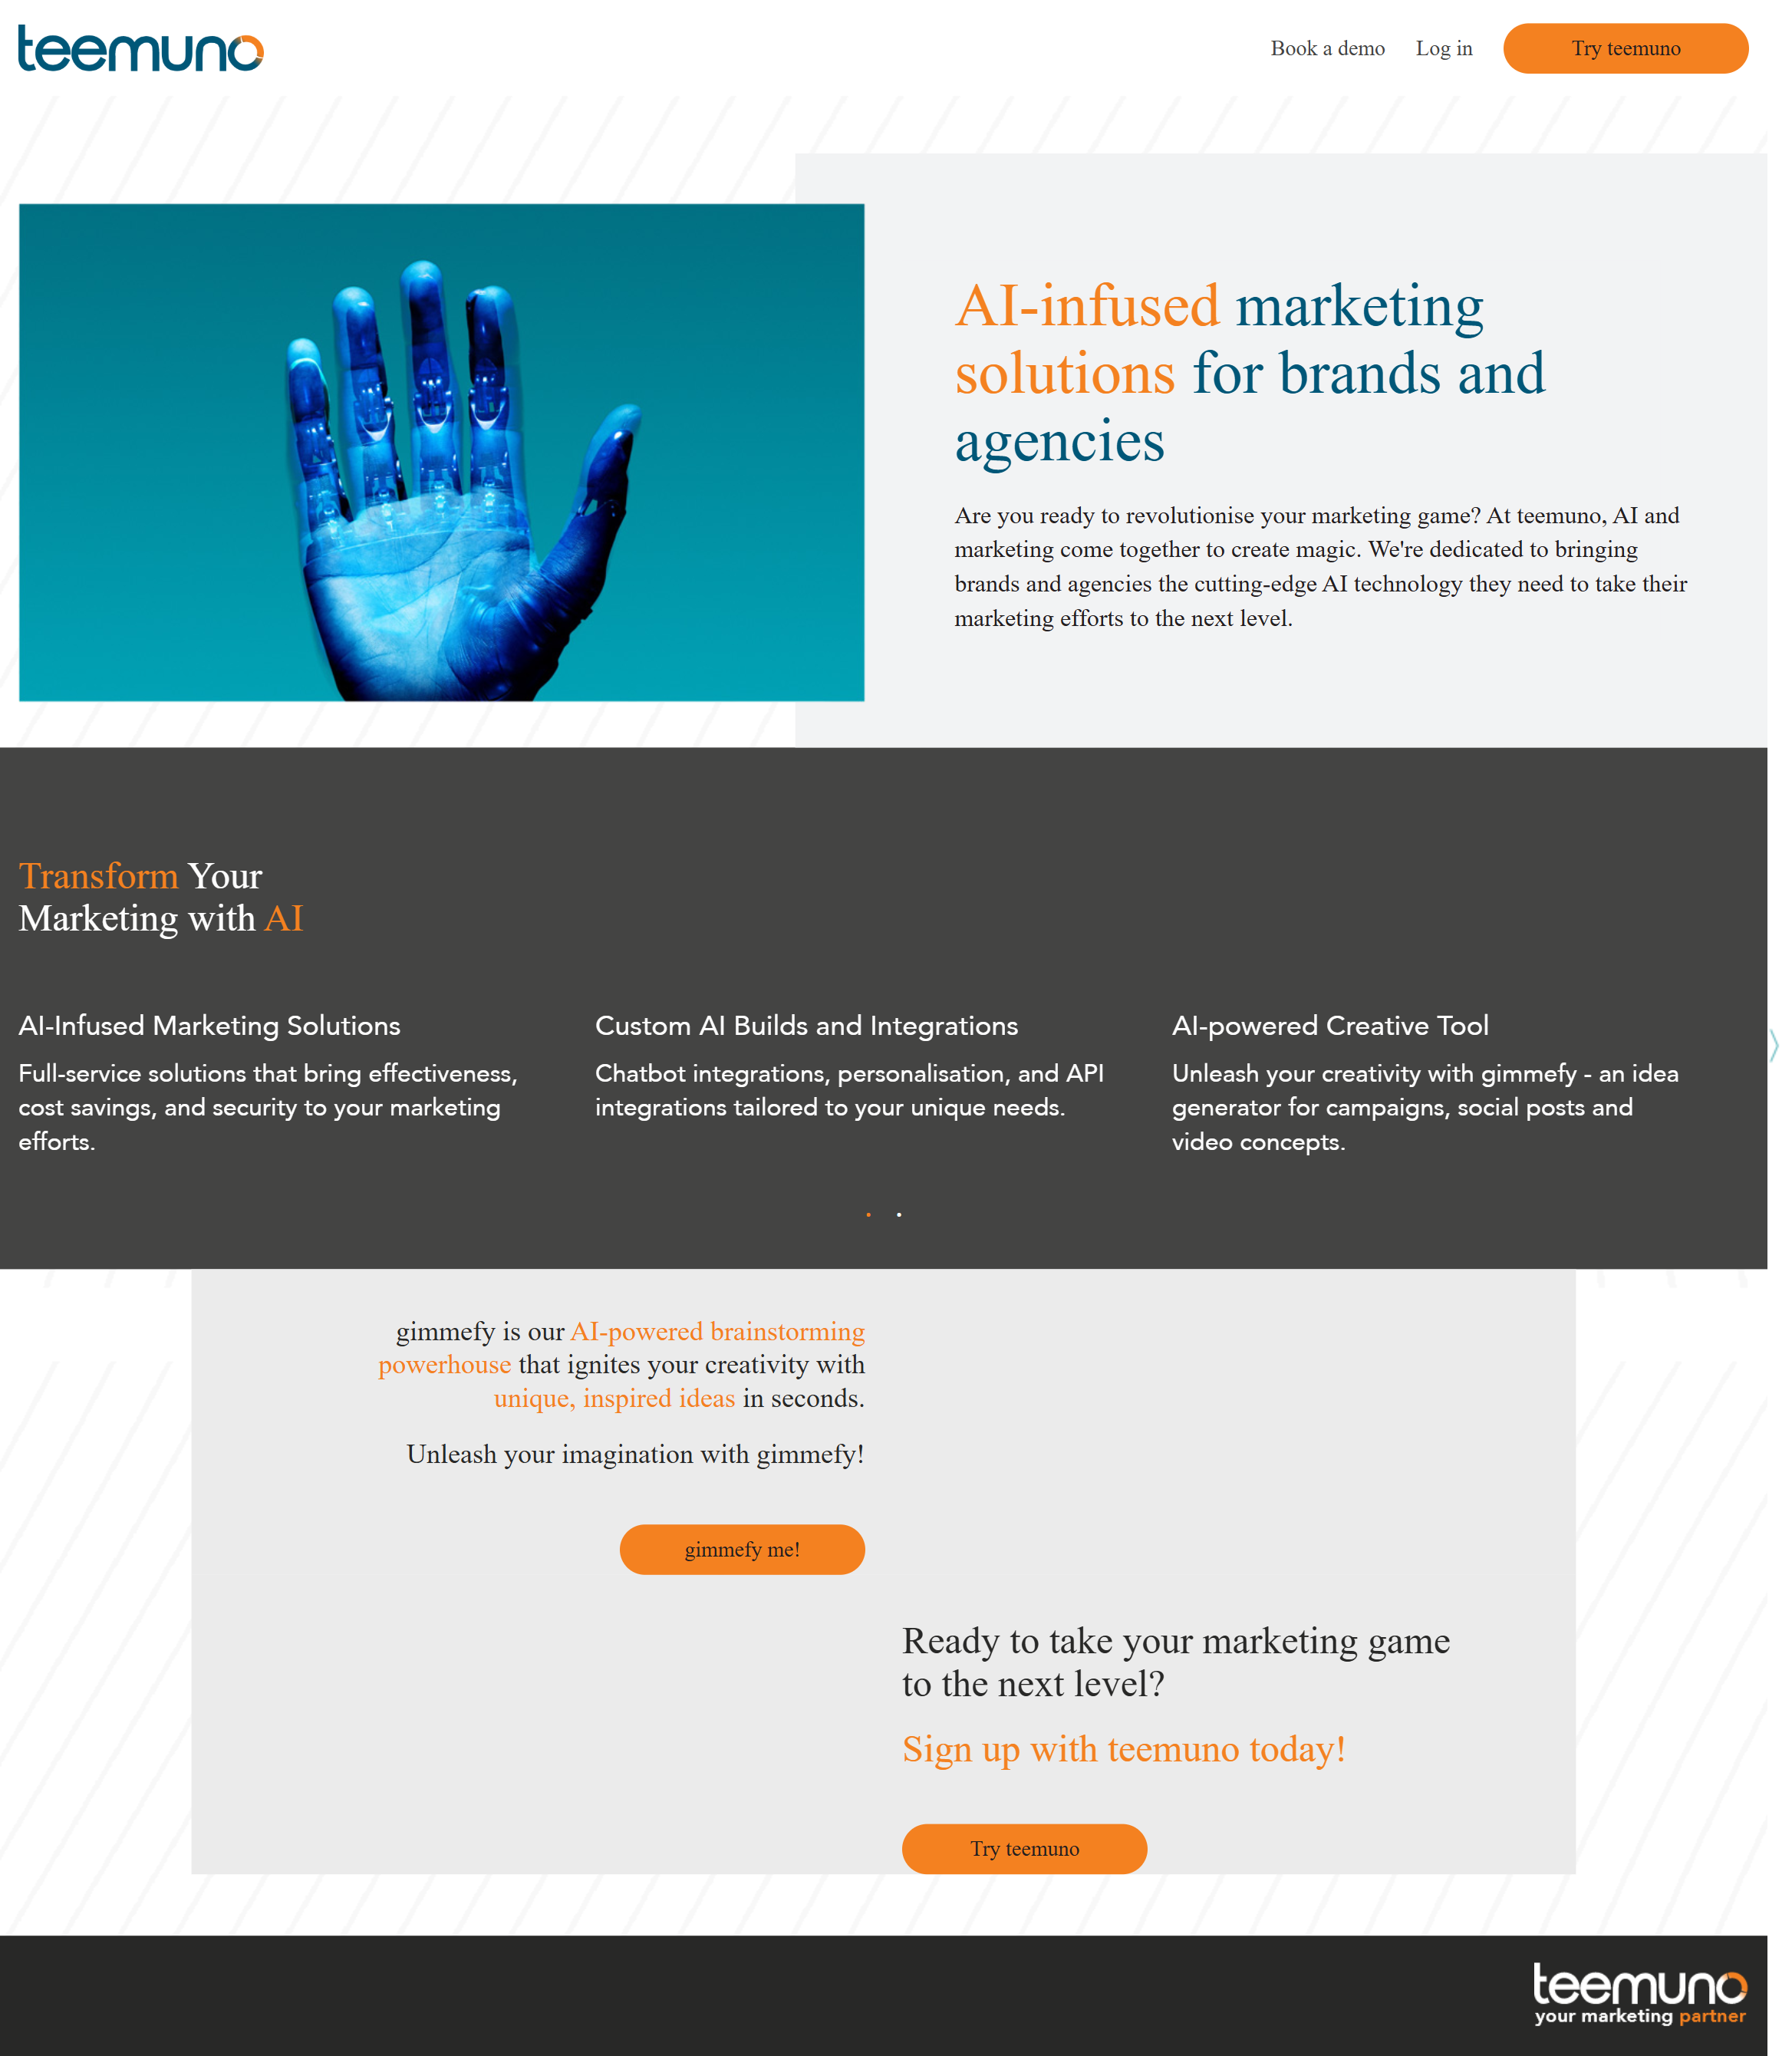 teemuno
Book a demo
Log in
Try teemuno
AI-infused marketing
solutions for brands and
agencies
Are you ready to revolutionise your marketing game? At teemuno, AI and
marketing come together to create magic. We're dedicated to bringing
brands and agencies the cutting-edge AI technology they need to take their
marketing efforts to the next level.
Transform Your
Marketing with AI
AI-Infused Marketing Solutions
Full-service solutions that bring effectiveness,
cost savings, and security to your marketing
efforts.
Custom AI Builds and Integrations
Chatbot integrations, personalisation, and API
integrations tailored to your unique needs.
AI-powered Creative Tool
Unleash your creativity with gimmefy - an idea
generator for campaigns, social posts and
video concepts.
gimmefy is our AI-powered brainstorming
powerhouse that ignites your creativity with
unique, inspired ideas in seconds.
Unleash your imagination with gimmefy!
gimmefy me!
Ready to take your marketing game
to the next level?
Sign up with teemuno today!
Try teemuno
teemuno
your marketing partner